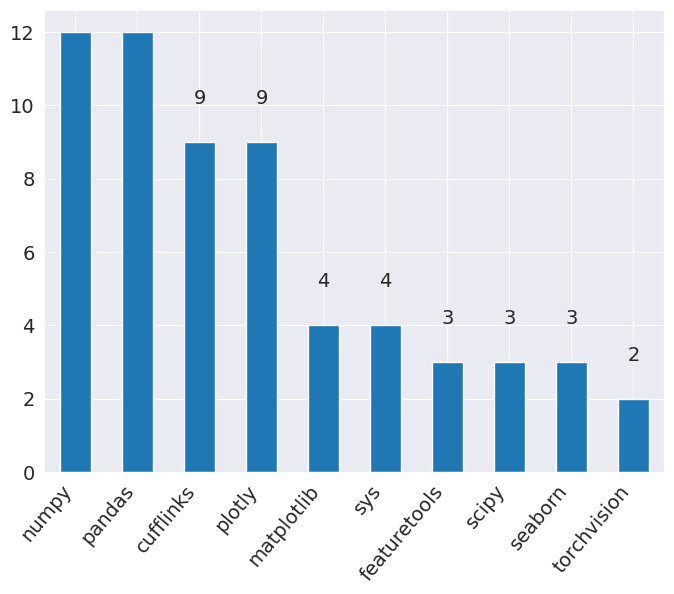 12
10
8
6
4
2
0
9
9
4
4
3
3
3
2
numpy
pandas
cufflinks
plotly
matplotlib
sys
featuretools
scipy
seaborn
torchvision